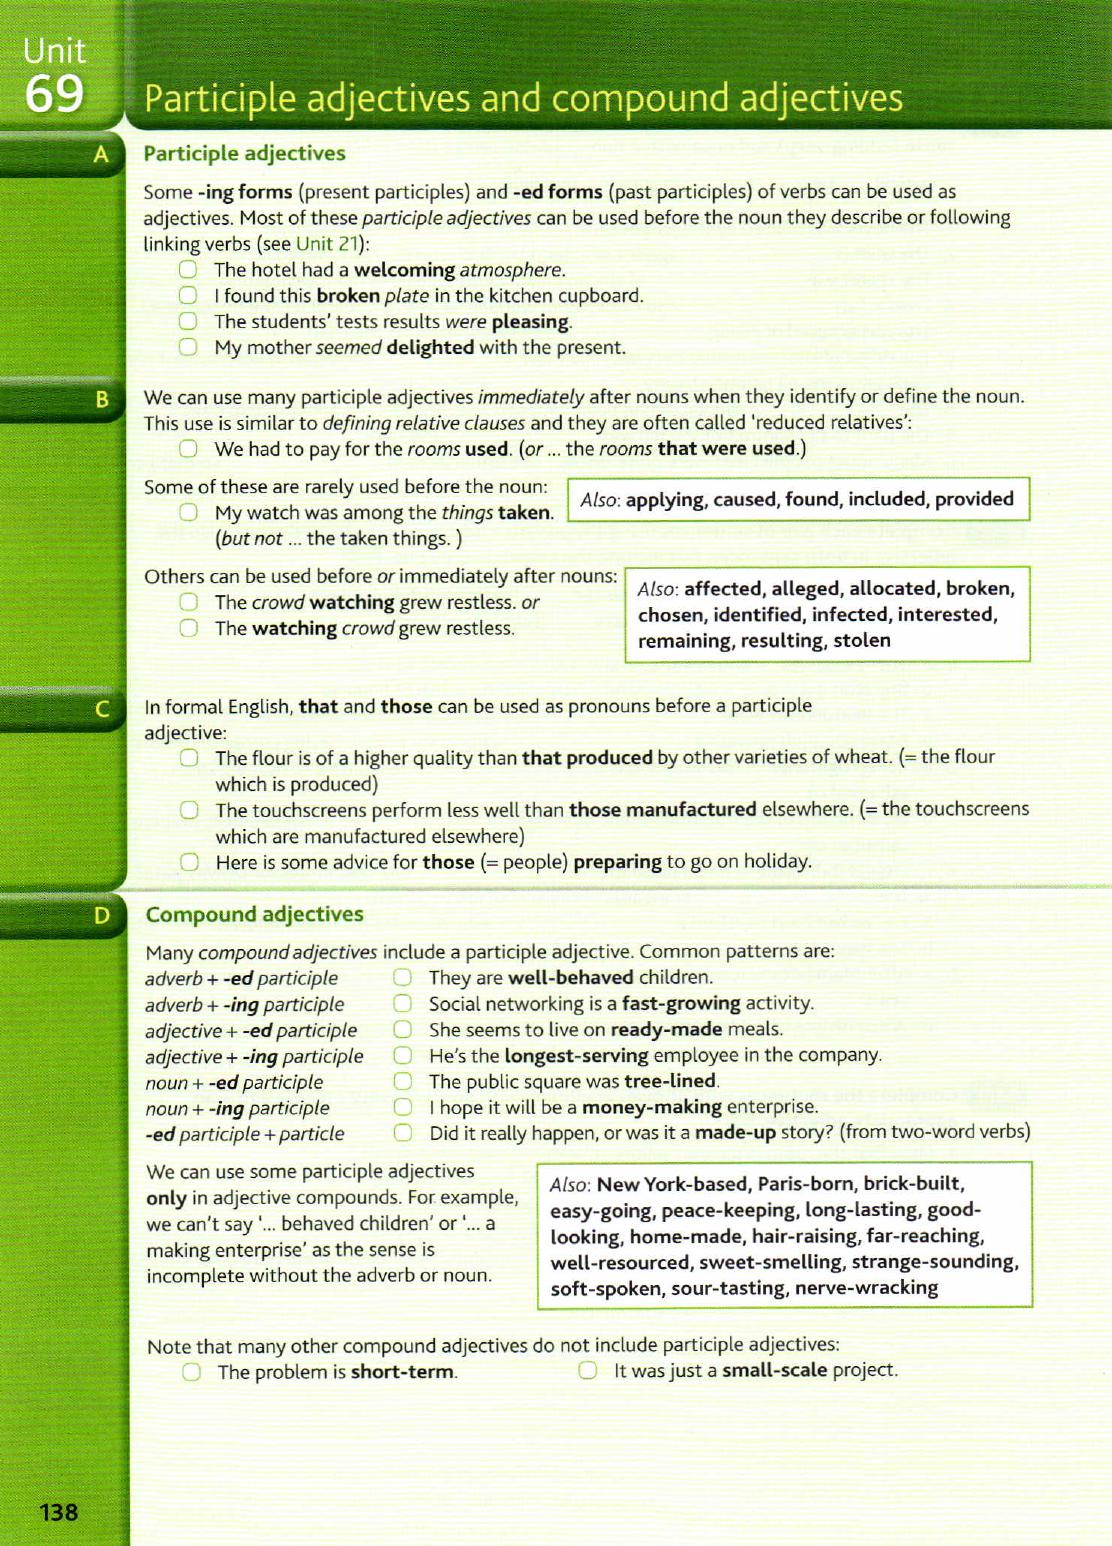 Unit
69
Participle adjectives and compound adjectives
A
Participle adjectives
Some -ing forms (present participles) and -ed forms (past participles) of verbs can be used as
adjectives. Most of these participle adjectives can be used before the noun they describe or following
linking verbs (see Unit 21):
The hotel had a welcoming atmosphere.
I found this broken plate in the kitchen cupboard.
The students' tests results were pleasing.
My mother seemed delighted with the present.
B
We can use many participle adjectives immediately after nouns when they identify or define the noun.
This use is similar to defining relative clauses and they are often called 'reduced relatives':
We had to pay for the rooms used. (or ... the rooms that were used.)
Some of these are rarely used before the noun:
My watch was among the things taken.
(but not ... the taken things. )
Also: applying, caused, found, included, provided
Others can be used before or immediately after nouns:
The crowd watching grew restless. or
The watching crowd grew restless.
Also: affected, alleged, allocated, broken,
chosen, identified, infected, interested,
remaining, resulting, stolen
C
In formal English, that and those can be used as pronouns before a participle
adjective:
The flour is of a higher quality than that produced by other varieties of wheat. (= the flour
which is produced)
The touchscreens perform less well than those manufactured elsewhere. (= the touchscreens
which are manufactured elsewhere)
Here is some advice for those (= people) preparing to go on holiday.
D
Compound adjectives
Many compound adjectives include a participle adjective. Common patterns are:
adverb + -ed participle They are well-behaved children.
adverb + -ing participle Social networking is a fast-growing activity.
adjective + -ed participle She seems to live on ready-made meals.
adjective + -ing participle He's the longest-serving employee in the company.
noun + -ed participle The public square was tree-lined.
noun + -ing participle I hope it will be a money-making enterprise.
-ed participle + particle Did it really happen, or was it a made-up story? (from two-word verbs)
We can use some participle adjectives
only in adjective compounds. For example,
we can't say '... behaved children' or '... a
making enterprise' as the sense is
incomplete without the adverb or noun.
Also: New York-based, Paris-born, brick-built,
easy-going, peace-keeping, long-lasting, good-
looking, home-made, hair-raising, far-reaching,
well-resourced, sweet-smelling, strange-sounding,
soft-spoken, sour-tasting, nerve-wracking
Note that many other compound adjectives do not include participle adjectives:
The problem is short-term. It was just a small-scale project.
138